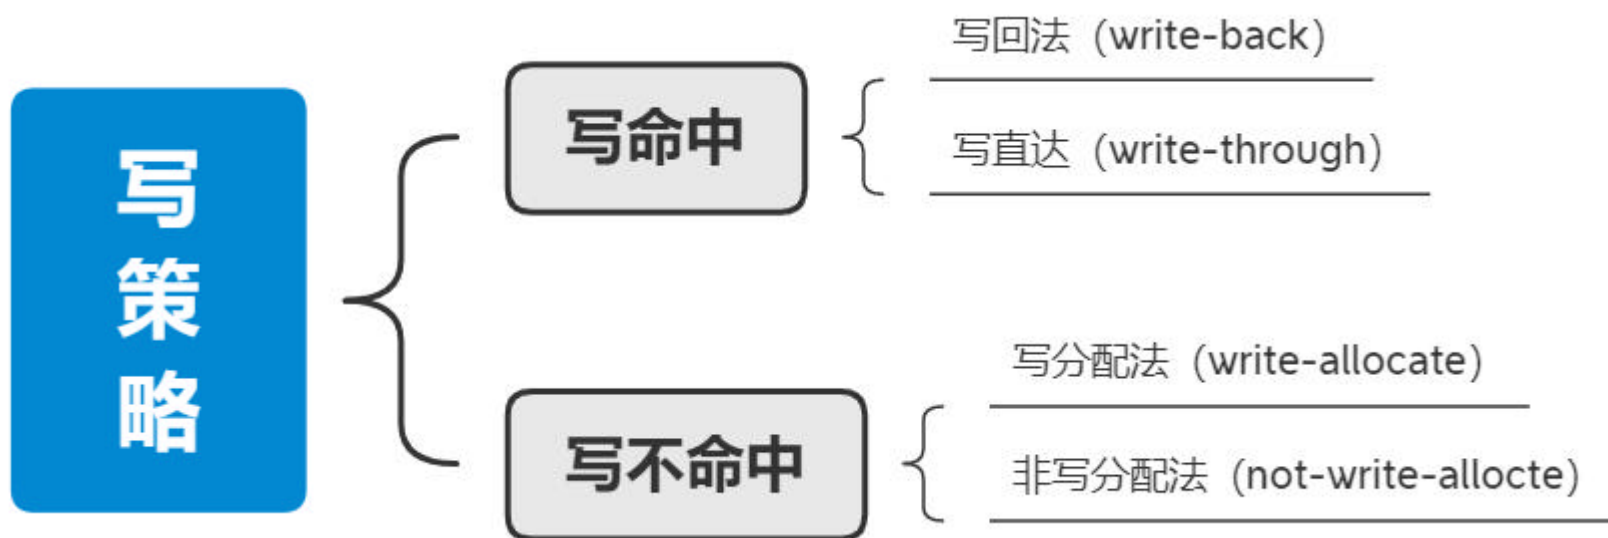 写策略
写命中
写回法（write-back）
写直达（write-through）
写不命中
写分配法（write-allocate）
非写分配法（not-write-allocte）